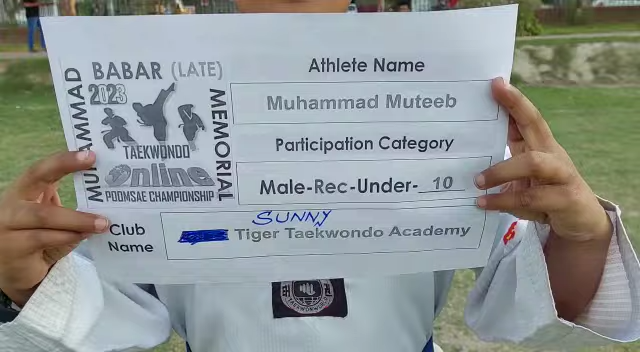 MUHAMMAD
BABAR (LATE)
MEMORIAL
2023
TAEKWONDO
Online
POOMSAE CHAMPIONSHIP
Athlete Name
Muhammad Muteeb
Participation Category
Male-Rec-Under- 10
Club Name
SUNNY
Tiger Taekwondo Academy